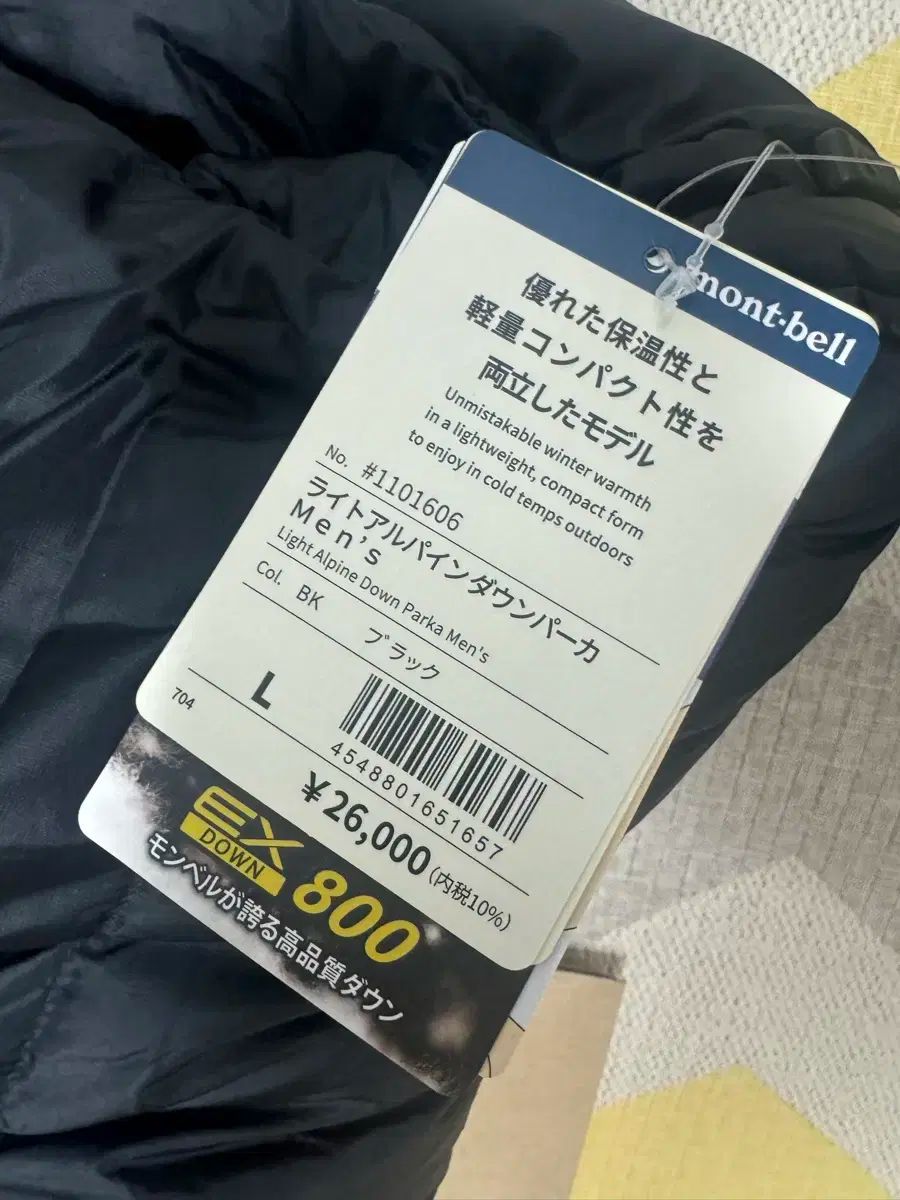 mont-bell
優れた保温性と
軽量コンパクト性を
両立したモデル
Unmistakable winter warmth
in a lightweight, compact form
to enjoy in cold temps outdoors
No. #1101606
ライトアルパインダウンパーカ
Men's
Light Alpine Down Parka Men's
Col. BK ブラック
L
704
4548801651657
¥26,000(内税10%)
EX
DOWN
800
モンベルが誇る高品質ダウン